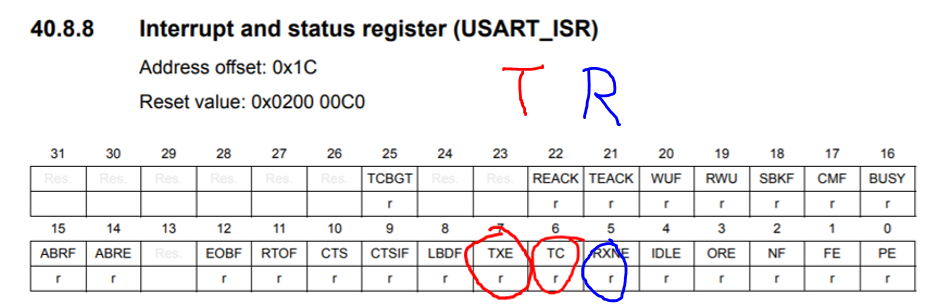 40.8.8 Interrupt and status register (USART_ISR)
Address offset: 0x1C
Reset value: 0x0200 00C0
T R
31 30 29 28 27 26 25 24 23 22 21 20 19 18 17 16
Res. Res. Res. Res. Res. Res. TCBGT Res. Res. REACK TEACK WUF RWU SBKF CMF BUSY
r r r r r r r r
15 14 13 12 11 10 9 8 7 6 5 4 3 2 1 0
ABRF ABRE Res. EOBF RTOF CTS CTSIF LBDF TXE TC RXNE IDLE ORE NF FE PE
r r r r r r r r r r r r r r r